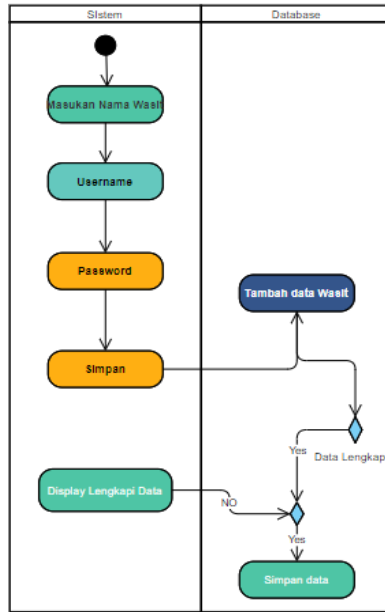 SIstem
Database
Masukan Nama Wasit
Username
Password
Tambah data Wasit
Simpan
Yes
Data Lengkap
Display Lengkapi Data
NO
Yes
Simpan data